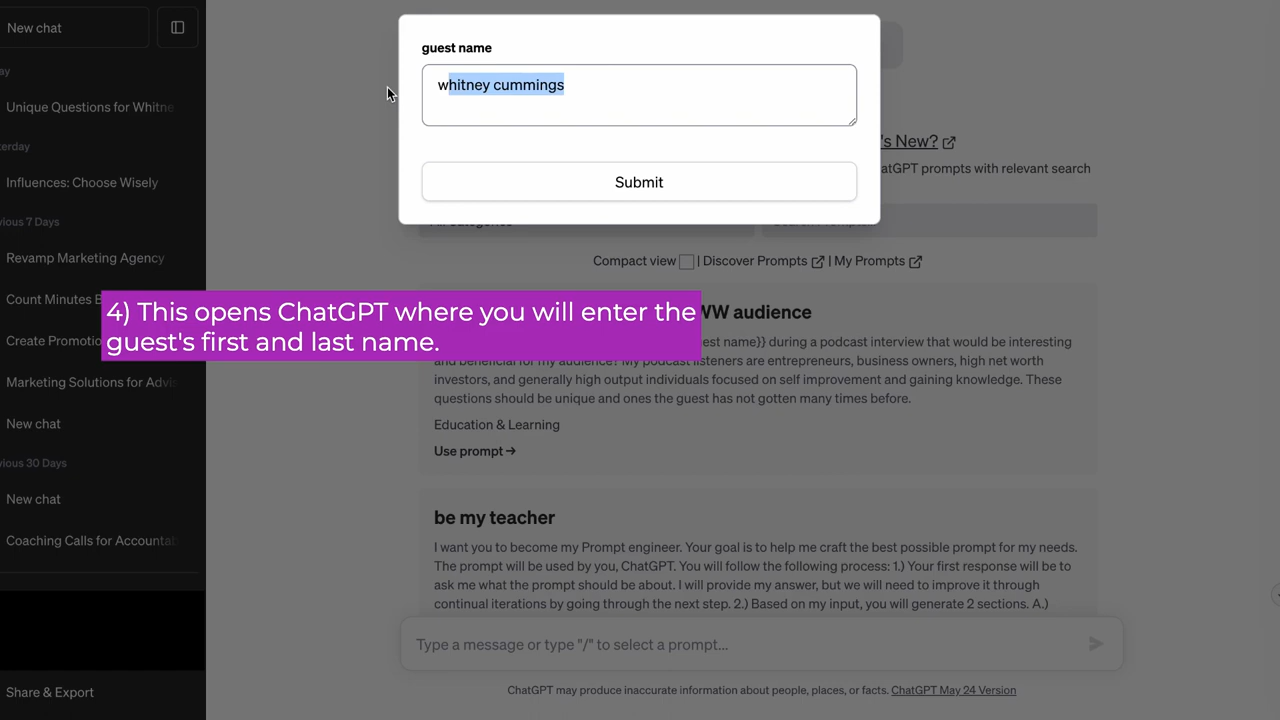 New chat
ay
Unique Questions for Whitne
terday
Influences: Choose Wisely
vious 7 Days
Revamp Marketing Agency
Count Minutes B
Create Promotio
Marketing Solutions for Advis
New chat
vious 30 Days
New chat
Coaching Calls for Accountab
Share & Export
guest name
whitney cummings
Submit
's New?
atGPT prompts with relevant search
Compact view | Discover Prompts | My Prompts
4) This opens ChatGPT where you will enter the
guest's first and last name.
WW audience
est name}} during a podcast interview that would be interesting
and beneficial for my audience? My podcast listeners are entrepreneurs, business owners, high net worth
investors, and generally high output individuals focused on self improvement and gaining knowledge. These
questions should be unique and ones the guest has not gotten many times before.
Education & Learning
Use prompt →
be my teacher
I want you to become my Prompt engineer. Your goal is to help me craft the best possible prompt for my needs.
The prompt will be used by you, ChatGPT. You will follow the following process: 1.) Your first response will be to
ask me what the prompt should be about. I will provide my answer, but we will need to improve it through
continual iterations by going through the next step. 2.) Based on my input, you will generate 2 sections. A.)
Type a message or type "/" to select a prompt...
ChatGPT may produce inaccurate information about people, places, or facts. ChatGPT May 24 Version